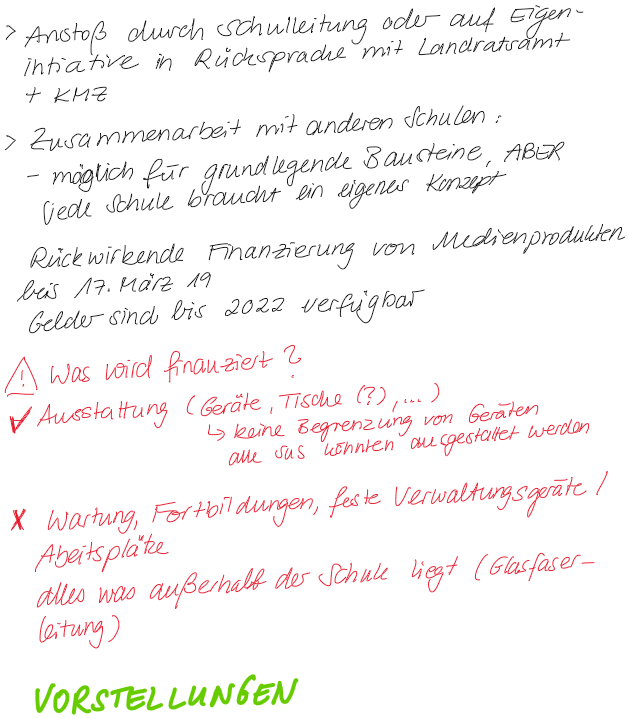 > Anstoß durch Schulleitung oder auf Eigen-
intiative in Rücksprache mit Landratsamt
+ KMZ
> Zusammenarbeit mit anderen Schulen:
- möglich für grundlegende Bausteine, ABER
jede Schule braucht ein eigenes Konzept
Rückwirkende Finanzierung von Medienprodukten
beis 17. März 19
Gelder sind bis 2022 verfügbar
⚠ Was wird finanziert?
✓ Ausstattung (Geräte, Tische (?), ...)
↳ keine Begrenzung von Geräten
alle SuS könnten ausgestattet werden
x Wartung, Fortbildungen, feste Verwaltungsgeräte /
Abeitsplätze
alles was außerhalb der Schule liegt (Glasfaser-
leitung)
VORSTELLUNGEN